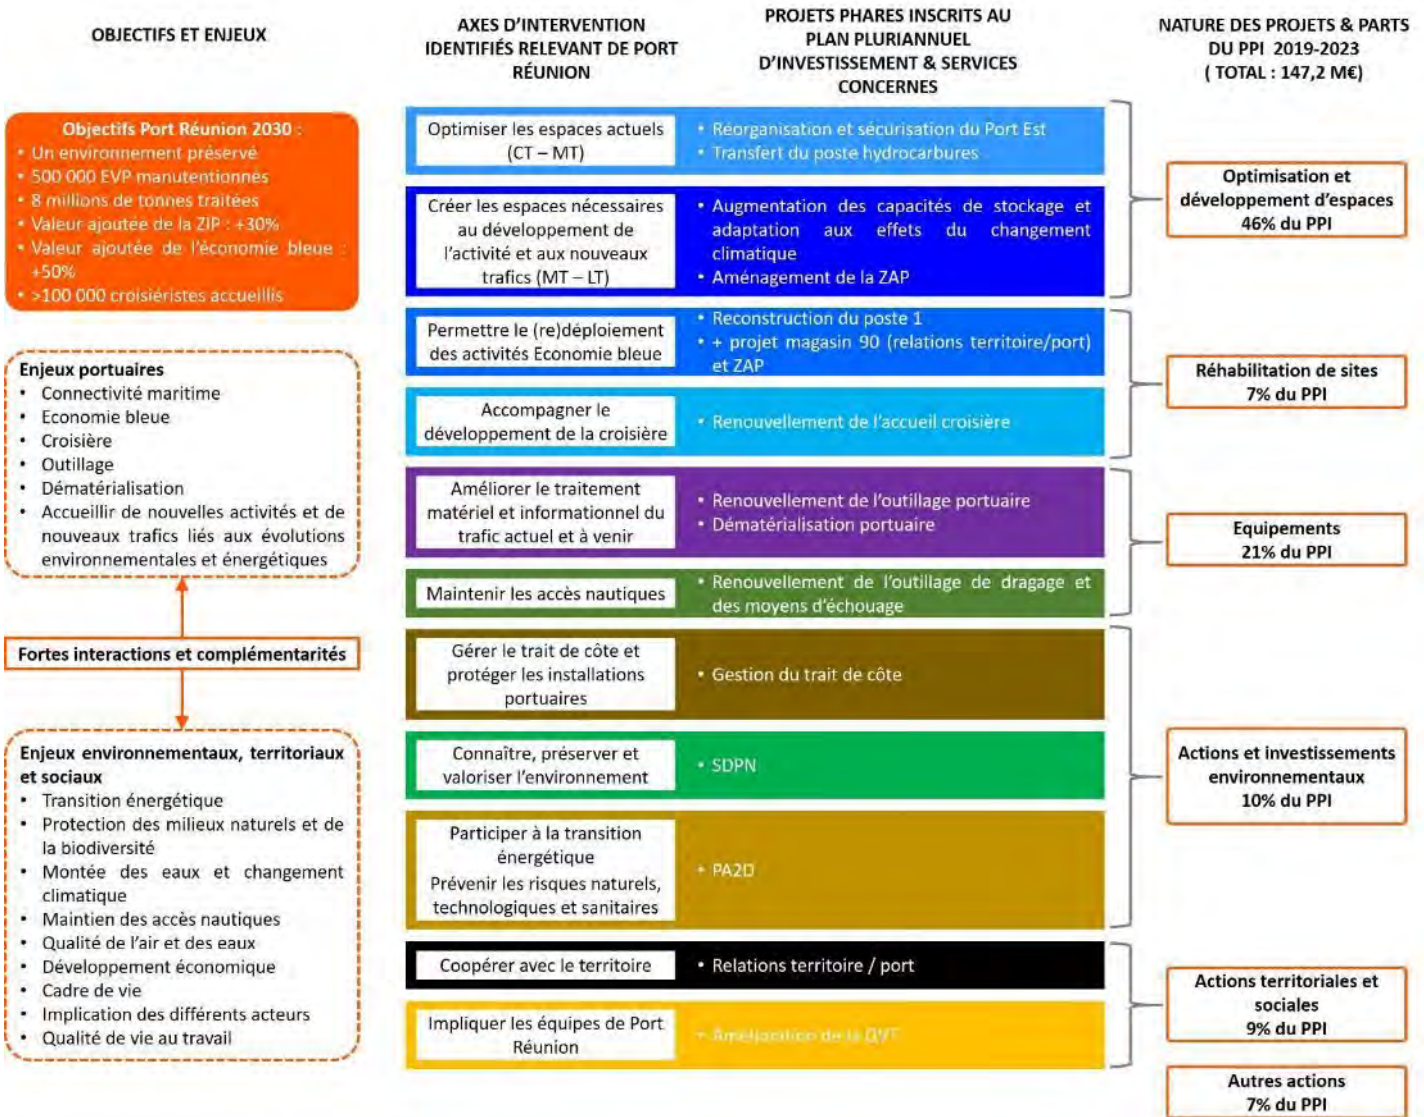 OBJECTIFS ET ENJEUX
Objectifs Port Réunion 2030 :
• Un environnement préservé
• 500 000 EVP manutentionnés
• 8 millions de tonnes traitées
• Valeur ajoutée de la ZIP : +30%
• Valeur ajoutée de l'économie bleue :
+50%
• >100 000 croisiéristes accueillis
Enjeux portuaires
• Connectivité maritime
• Economie bleue
• Croisière
• Outillage
• Dématérialisation
• Accueillir de nouvelles activités et de
nouveaux trafics liés aux évolutions
environnementales et énergétiques
Fortes interactions et complémentarités
Enjeux environnementaux, territoriaux
et sociaux
• Transition énergétique
• Protection des milieux naturels et de
la biodiversité
• Montée des eaux et changement
climatique
• Maintien des accès nautiques
• Qualité de l'air et des eaux
• Développement économique
• Cadre de vie
• Implication des différents acteurs
• Qualité de vie au travail
AXES D'INTERVENTION
IDENTIFIÉS RELEVANT DE PORT
RÉUNION
Optimiser les espaces actuels
(CT – MT)
Créer les espaces nécessaires
au développement de
l'activité et aux nouveaux
trafics (MT – LT)
Permettre le (re)déploiement
des activités Economie bleue
Accompagner le
développement de la croisière
Améliorer le traitement
matériel et informationnel du
trafic actuel et à venir
Maintenir les accès nautiques
Gérer le trait de côte et
protéger les installations
portuaires
Connaître, préserver et
valoriser l'environnement
Participer à la transition
énergétique
Prévenir les risques naturels,
technologiques et sanitaires
Coopérer avec le territoire
Impliquer les équipes de Port
Réunion
PROJETS PHARES INSCRITS AU
PLAN PLURIANNUEL
D'INVESTISSEMENT & SERVICES
CONCERNES
• Réorganisation et sécurisation du Port Est
• Transfert du poste hydrocarbures
• Augmentation des capacités de stockage et
adaptation aux effets du changement
climatique
• Aménagement de la ZAP
• Reconstruction du poste 1
• + projet magasin 90 (relations territoire/port)
et ZAP
• Renouvellement de l'accueil croisière
• Renouvellement de l'outillage portuaire
• Dématérialisation portuaire
• Renouvellement de l'outillage de dragage et
des moyens d'échouage
• Gestion du trait de côte
• SDPN
• PA2D
• Relations territoire / port
• Amélioration de la QVT
NATURE DES PROJETS & PARTS
DU PPI 2019-2023
( TOTAL : 147,2 M€)
Optimisation et
développement d'espaces
46% du PPI
Réhabilitation de sites
7% du PPI
Equipements
21% du PPI
Actions et investissements
environnementaux
10% du PPI
Actions territoriales et
sociales
9% du PPI
Autres actions
7% du PPI